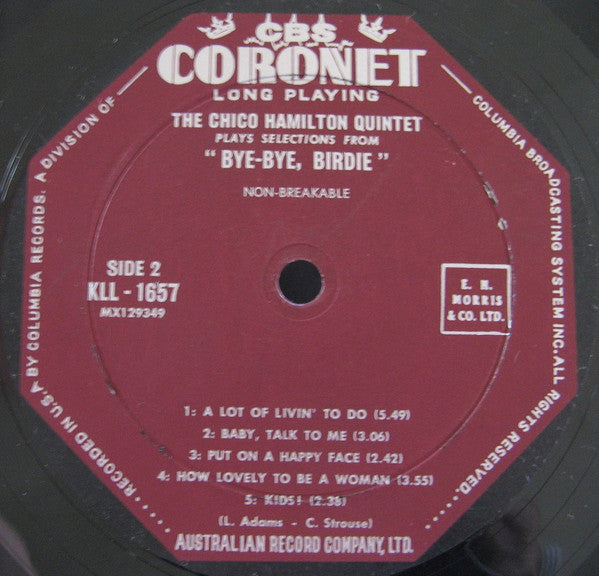 CBS
CORONET
LONG PLAYING
THE CHICO HAMILTON QUINTET
PLAYS SELECTIONS FROM
" BYE-BYE, BIRDIE "
NON-BREAKABLE
SIDE 2
KLL - 1657
MX129349
E. H.
MORRIS
& CO. LTD.
1: A LOT OF LIVIN' TO DO (5.49)
2: BABY, TALK TO ME (3.06)
3: PUT ON A HAPPY FACE (2.42)
4: HOW LOVELY TO BE A WOMAN (3.55)
5: KIDS! (2.38)
(L. Adams - C. Strouse)
AUSTRALIAN RECORD COMPANY, LTD.
RECORDED IN U.S.A BY COLUMBIA RECORDS. A DIVISION OF
COLUMBIA BROADCASTING SYSTEM INC. ALL RIGHTS RESERVED.